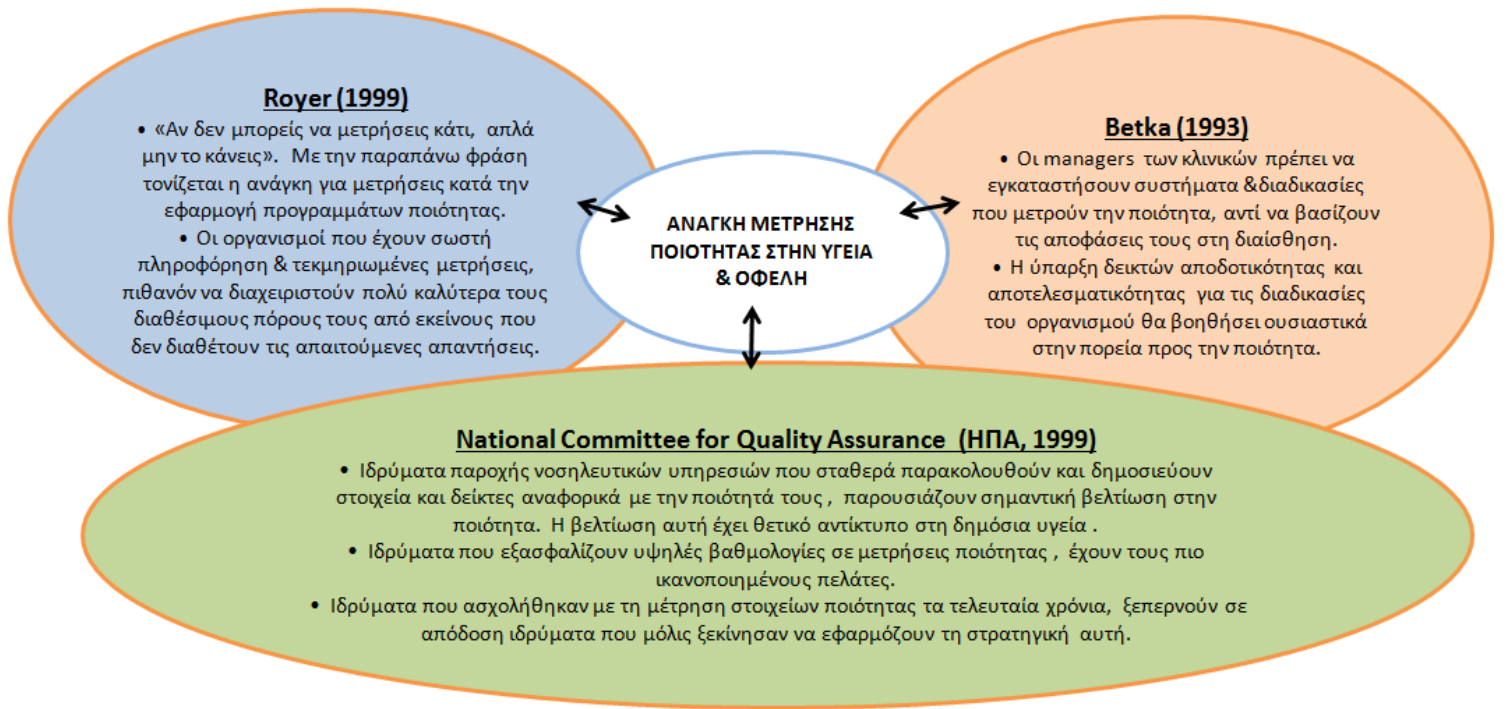 Royer (1999)
• «Αν δεν μπορείς να μετρήσεις κάτι, απλά
μην το κάνεις». Με την παραπάνω φράση
τονίζεται η ανάγκη για μετρήσεις κατά την
εφαρμογή προγραμμάτων ποιότητας.
• Οι οργανισμοί που έχουν σωστή
πληροφόρηση & τεκμηριωμένες μετρήσεις,
πιθανόν να διαχειριστούν πολύ καλύτερα τους
διαθέσιμους πόρους τους από εκείνους που
δεν διαθέτουν τις απαιτούμενες απαντήσεις.
ΑΝΑΓΚΗ ΜΕΤΡΗΣΗΣ
ΠΟΙΟΤΗΤΑΣ ΣΤΗΝ ΥΓΕΙΑ
& ΟΦΕΛΗ
Betka (1993)
• Οι managers των κλινικών πρέπει να
εγκαταστήσουν συστήματα &διαδικασίες
που μετρούν την ποιότητα, αντί να βασίζουν
τις αποφάσεις τους στη διαίσθηση.
• Η ύπαρξη δεικτών αποδοτικότητας και
αποτελεσματικότητας για τις διαδικασίες
του οργανισμού θα βοηθήσει ουσιαστικά
στην πορεία προς την ποιότητα.
National Committee for Quality Assurance (ΗΠΑ, 1999)
• Ιδρύματα παροχής νοσηλευτικών υπηρεσιών που σταθερά παρακολουθούν και δημοσιεύουν
στοιχεία και δείκτες αναφορικά με την ποιότητά τους , παρουσιάζουν σημαντική βελτίωση στην
ποιότητα. Η βελτίωση αυτή έχει θετικό αντίκτυπο στη δημόσια υγεία .
• Ιδρύματα που εξασφαλίζουν υψηλές βαθμολογίες σε μετρήσεις ποιότητας , έχουν τους πιο
ικανοποιημένους πελάτες.
• Ιδρύματα που ασχολήθηκαν με τη μέτρηση στοιχείων ποιότητας τα τελευταία χρόνια, ξεπερνούν σε
απόδοση ιδρύματα που μόλις ξεκίνησαν να εφαρμόζουν τη στρατηγική αυτή.